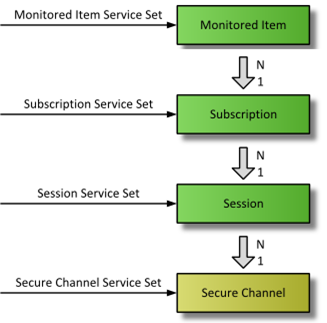 Monitored Item Service Set
Monitored Item
N
1
Subscription Service Set
Subscription
N
1
Session Service Set
Session
N
1
Secure Channel Service Set
Secure Channel